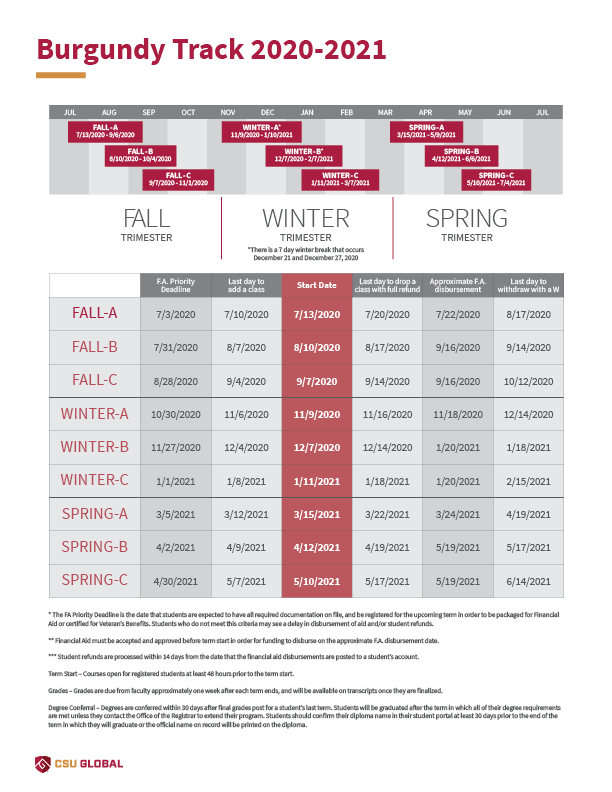 Burgundy Track 2020-2021
JUL AUG SEP OCT NOV DEC JAN FEB MAR APR MAY JUN JUL
FALL-A WINTER-A* SPRING-A
7/13/2020 - 9/6/2020 11/9/2020 - 1/10/2021 3/15/2021 - 5/9/2021
FALL-B WINTER-B* SPRING-B
8/10/2020 - 10/4/2020 12/7/2020 - 2/7/2021 4/12/2021 - 6/6/2021
FALL-C WINTER-C SPRING-C
9/7/2020 - 11/1/2020 1/11/2021 - 3/7/2021 5/10/2021 - 7/4/2021
FALL WINTER SPRING
TRIMESTER TRIMESTER TRIMESTER
*There is a 7 day winter break that occurs
December 21 and December 27, 2020
F.A. Priority Last day to Start Date Last day to drop a Approximate F.A. Last day to
Deadline add a class class with full refund disbursement withdraw with a W
FALL-A 7/3/2020 7/10/2020 7/13/2020 7/20/2020 7/22/2020 8/17/2020
FALL-B 7/31/2020 8/7/2020 8/10/2020 8/17/2020 9/16/2020 9/14/2020
FALL-C 8/28/2020 9/4/2020 9/7/2020 9/14/2020 9/16/2020 10/12/2020
WINTER-A 10/30/2020 11/6/2020 11/9/2020 11/16/2020 11/18/2020 12/14/2020
WINTER-B 11/27/2020 12/4/2020 12/7/2020 12/14/2020 1/20/2021 1/18/2021
WINTER-C 1/1/2021 1/8/2021 1/11/2021 1/18/2021 1/20/2021 2/15/2021
SPRING-A 3/5/2021 3/12/2021 3/15/2021 3/22/2021 3/24/2021 4/19/2021
SPRING-B 4/2/2021 4/9/2021 4/12/2021 4/19/2021 5/19/2021 5/17/2021
SPRING-C 4/30/2021 5/7/2021 5/10/2021 5/17/2021 5/19/2021 6/14/2021
* The FA Priority Deadline is the date that students are expected to have all required documentation on file, and be registered for the upcoming term in order to be packaged for Financial
Aid or certified for Veteran's Benefits. Students who do not meet this criteria may see a delay in disbursement of aid and/or student refunds.
** Financial Aid must be accepted and approved before term start in order for funding to disburse on the approximate F.A. disbursement date.
*** Student refunds are processed within 14 days from the date that the financial aid disbursements are posted to a student's account.
Term Start – Courses open for registered students at least 48 hours prior to the term start.
Grades – Grades are due from faculty approximately one week after each term ends, and will be available on transcripts once they are finalized.
Degree Conferral – Degrees are conferred within 30 days after final grades post for a student's last term. Students will be graduated after the term in which all of their degree requirements
are met unless they contact the Office of the Registrar to extend their program. Students should confirm their diploma name in their student portal at least 30 days prior to the end of the
term in which they will graduate or the official name on record will be printed on the diploma.
CSU GLOBAL